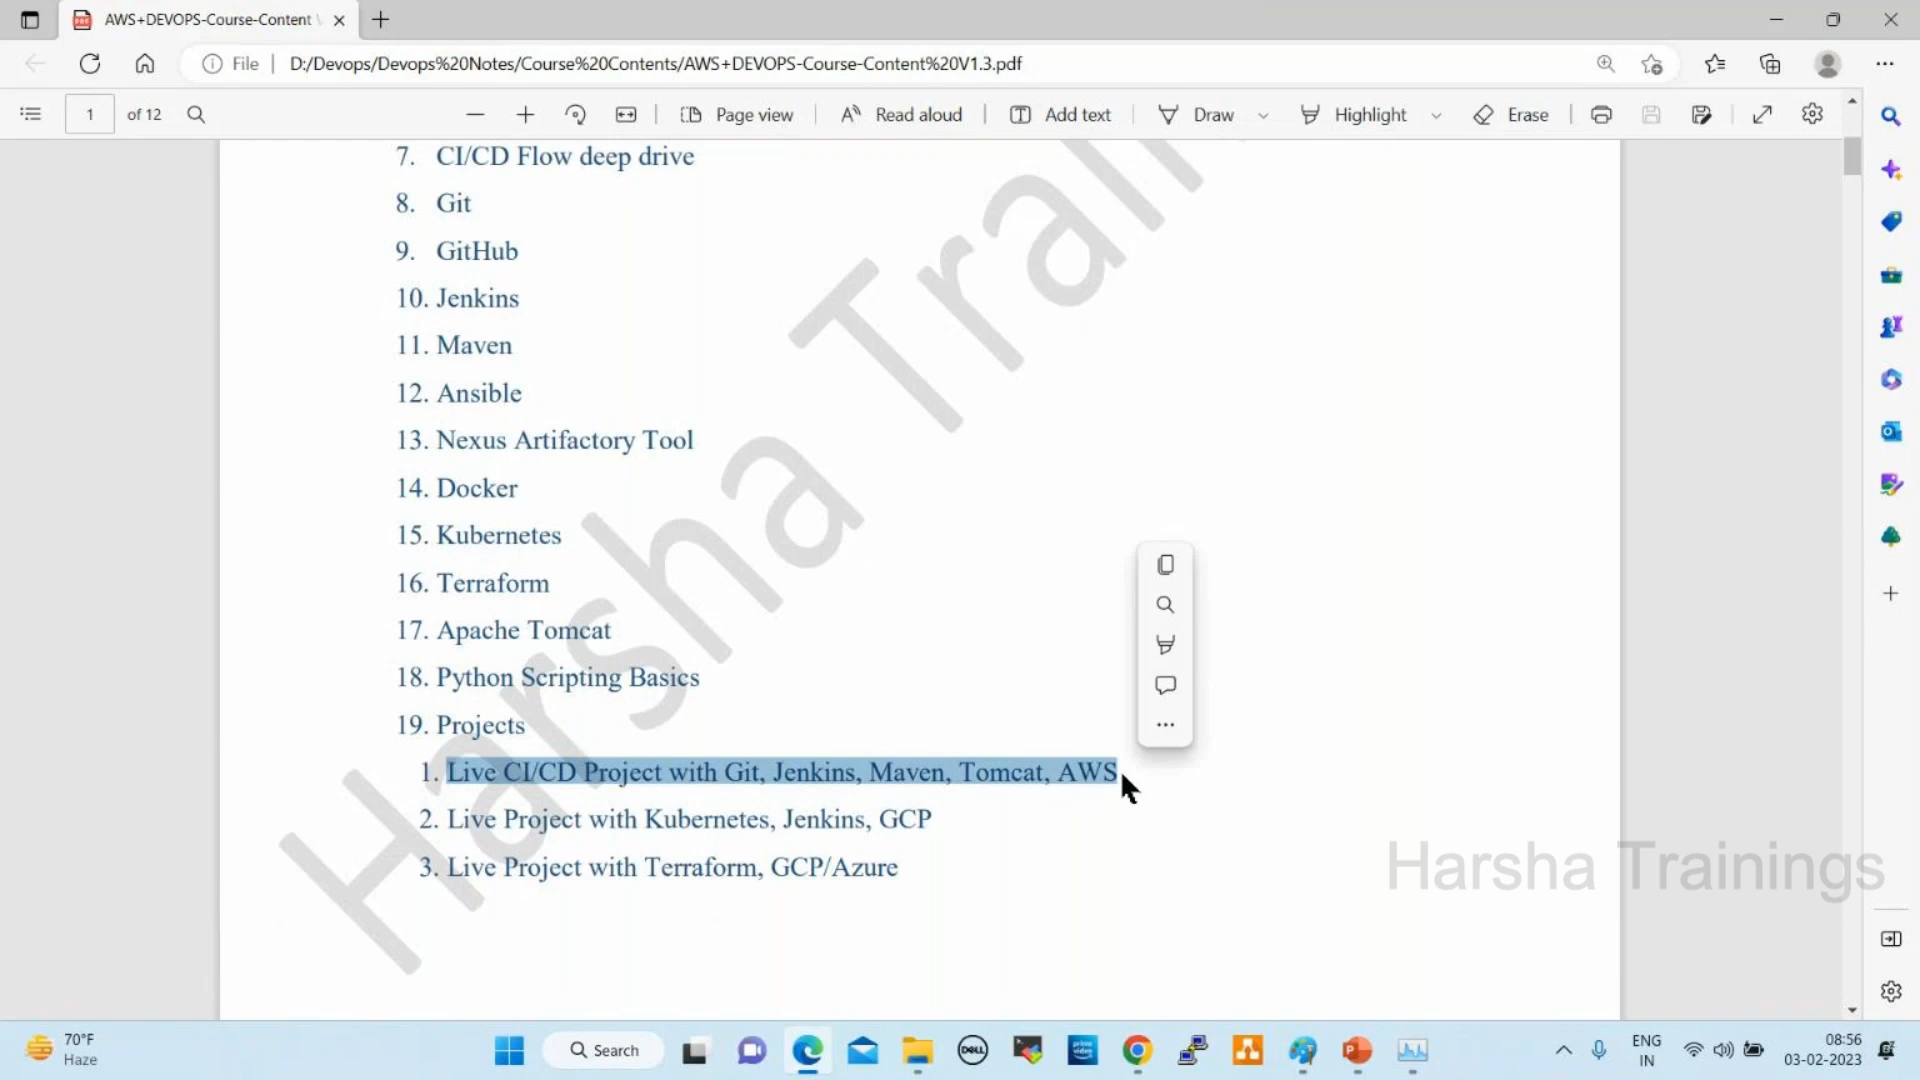 AWS+DEVOPS-Course-Content
File
D:/Devops/Devops%20Notes/Course%20Contents/AWS+DEVOPS-Course-Content%20V1.3.pdf
1 of 12
Page view
Read aloud
Add text
Draw
Highlight
Erase
7. CI/CD Flow deep drive
8. Git
9. GitHub
10. Jenkins
11. Maven
12. Ansible
13. Nexus Artifactory Tool
14. Docker
15. Kubernetes
16. Terraform
17. Apache Tomcat
18. Python Scripting Basics
19. Projects
1. Live CI/CD Project with Git, Jenkins, Maven, Tomcat, AWS
2. Live Project with Kubernetes, Jenkins, GCP
3. Live Project with Terraform, GCP/Azure
Harsha Train
Harsha Trainings
70°F
Haze
Search
DELL
prime video
ENG
IN
08:56
03-02-2023